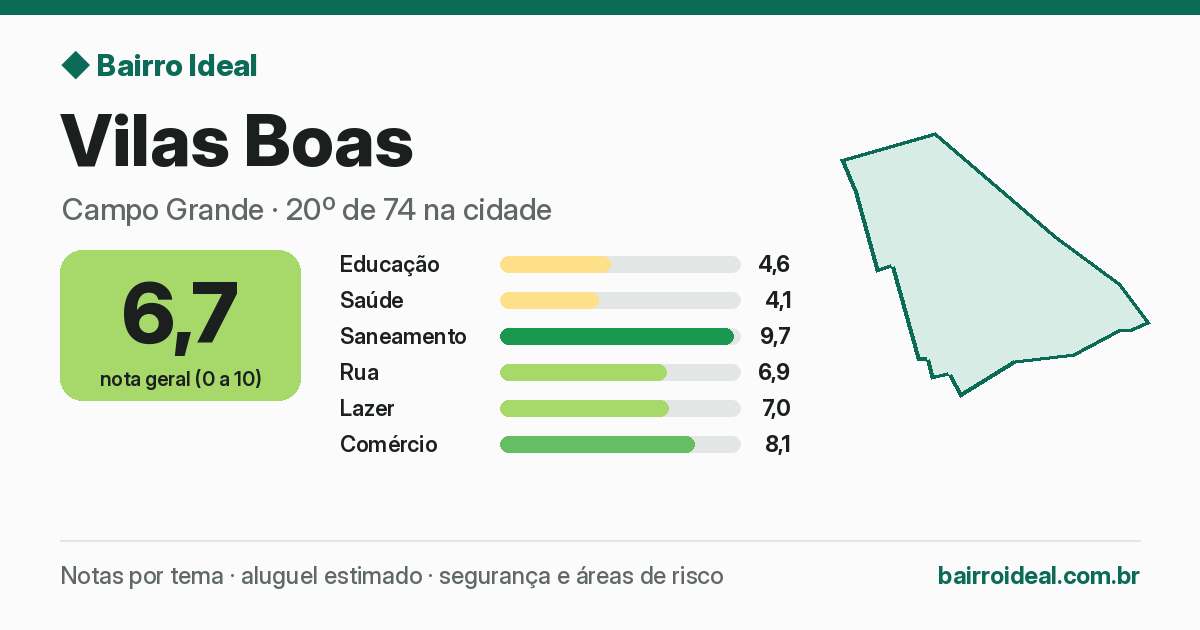 Bairro Ideal
Vilas Boas
Campo Grande · 20º de 74 na cidade
6,7
nota geral (0 a 10)
Educação 4,6
Saúde 4,1
Saneamento 9,7
Rua 6,9
Lazer 7,0
Comércio 8,1
Notas por tema · aluguel estimado · segurança e áreas de risco
bairroideal.com.br